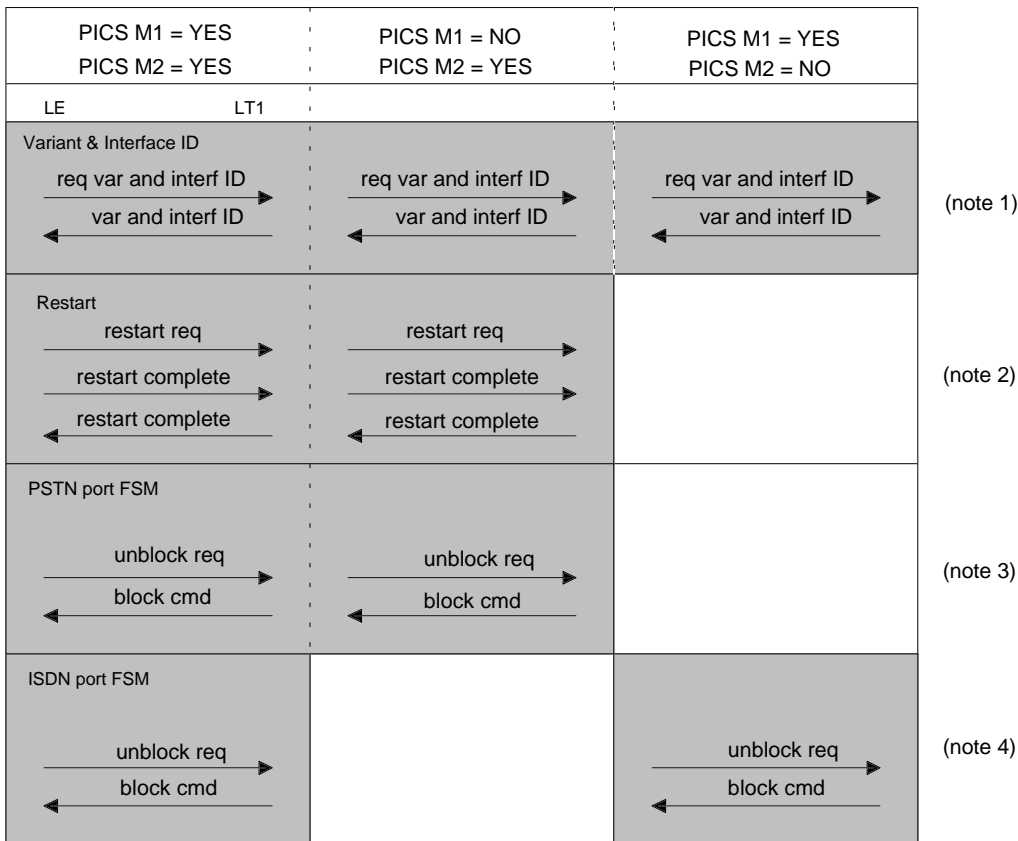 PICS M1 = YES
PICS M2 = YES
PICS M1 = NO
PICS M2 = YES
PICS M1 = YES
PICS M2 = NO
LE LT1
Variant & Interface ID
req var and interf ID
var and interf ID
req var and interf ID
var and interf ID
req var and interf ID
var and interf ID
(note 1)
Restart
restart req
restart complete
restart complete
restart req
restart complete
restart complete
(note 2)
PSTN port FSM
unblock req
block cmd
unblock req
block cmd
(note 3)
ISDN port FSM
unblock req
block cmd
unblock req
block cmd
(note 4)